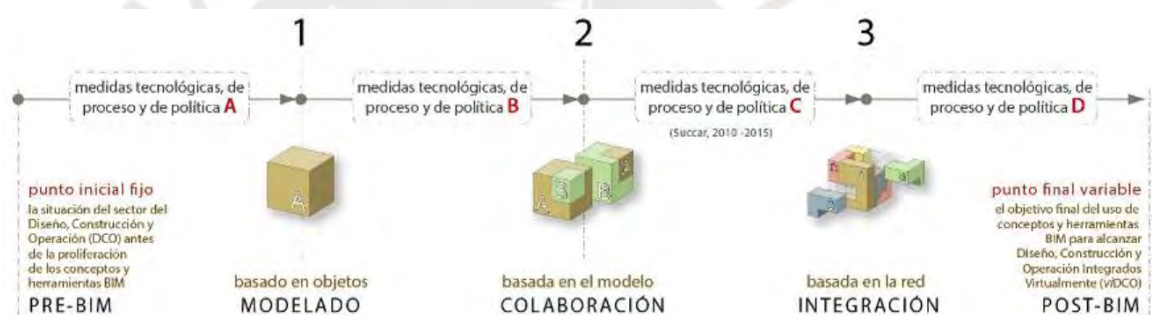 1
2
3
medidas tecnológicas, de
proceso y de política A
medidas tecnológicas, de
proceso y de política B
medidas tecnológicas, de
proceso y de política C
(Succar, 2010 -2015)
medidas tecnológicas, de
proceso y de política D
A
A
B
B
A
punto inicial fijo
la situación del sector del
Diseño, Construcción y
Operación (DCO) antes
de la proliferación
de los conceptos y
herramientas BIM
PRE-BIM
basado en objetos
MODELADO
basada en el modelo
COLABORACIÓN
basada en la red
INTEGRACIÓN
punto final variable
el objetivo final del uso de
conceptos y herramientas
BIM para alcanzar
Diseño, Construcción y
Operación Integrados
Virtualmente (viDCO)
POST-BIM